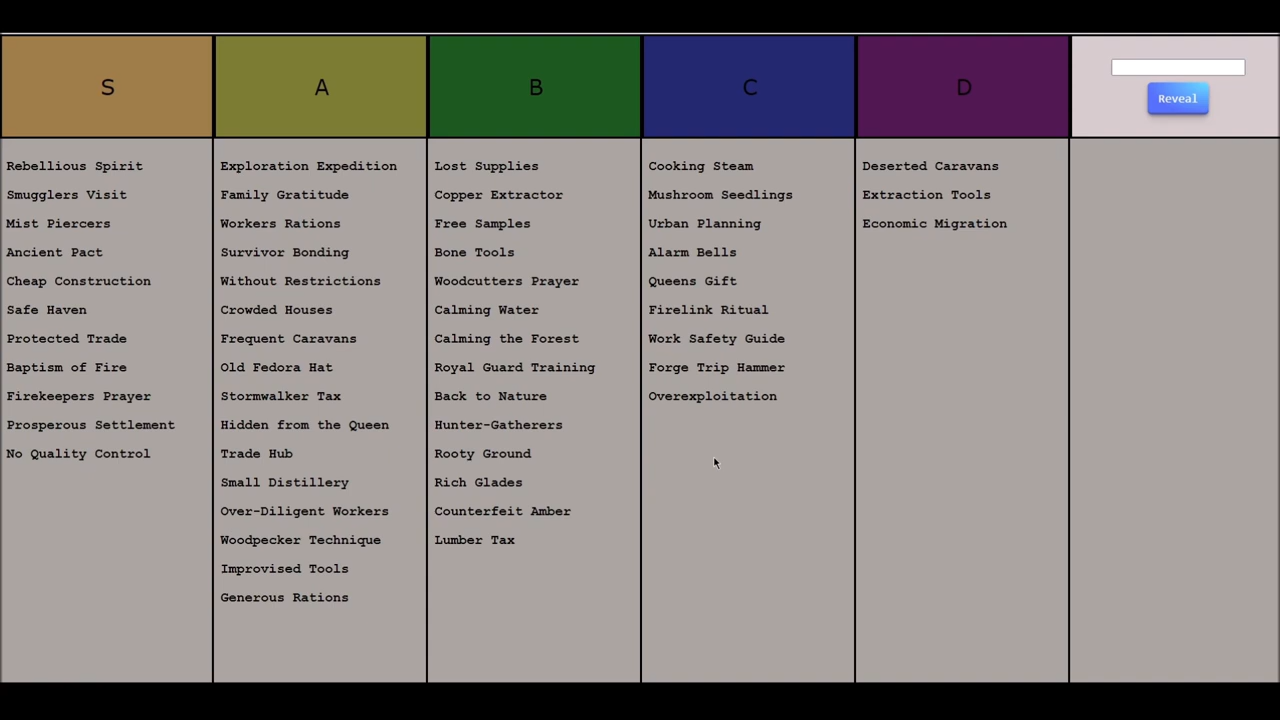 S
A
B
C
D
Reveal
Rebellious Spirit
Smugglers Visit
Mist Piercers
Ancient Pact
Cheap Construction
Safe Haven
Protected Trade
Baptism of Fire
Firekeepers Prayer
Prosperous Settlement
No Quality Control
Exploration Expedition
Family Gratitude
Workers Rations
Survivor Bonding
Without Restrictions
Crowded Houses
Frequent Caravans
Old Fedora Hat
Stormwalker Tax
Hidden from the Queen
Trade Hub
Small Distillery
Over-Diligent Workers
Woodpecker Technique
Improvised Tools
Generous Rations
Lost Supplies
Copper Extractor
Free Samples
Bone Tools
Woodcutters Prayer
Calming Water
Calming the Forest
Royal Guard Training
Back to Nature
Hunter-Gatherers
Rooty Ground
Rich Glades
Counterfeit Amber
Lumber Tax
Cooking Steam
Mushroom Seedlings
Urban Planning
Alarm Bells
Queens Gift
Firelink Ritual
Work Safety Guide
Forge Trip Hammer
Overexploitation
Deserted Caravans
Extraction Tools
Economic Migration